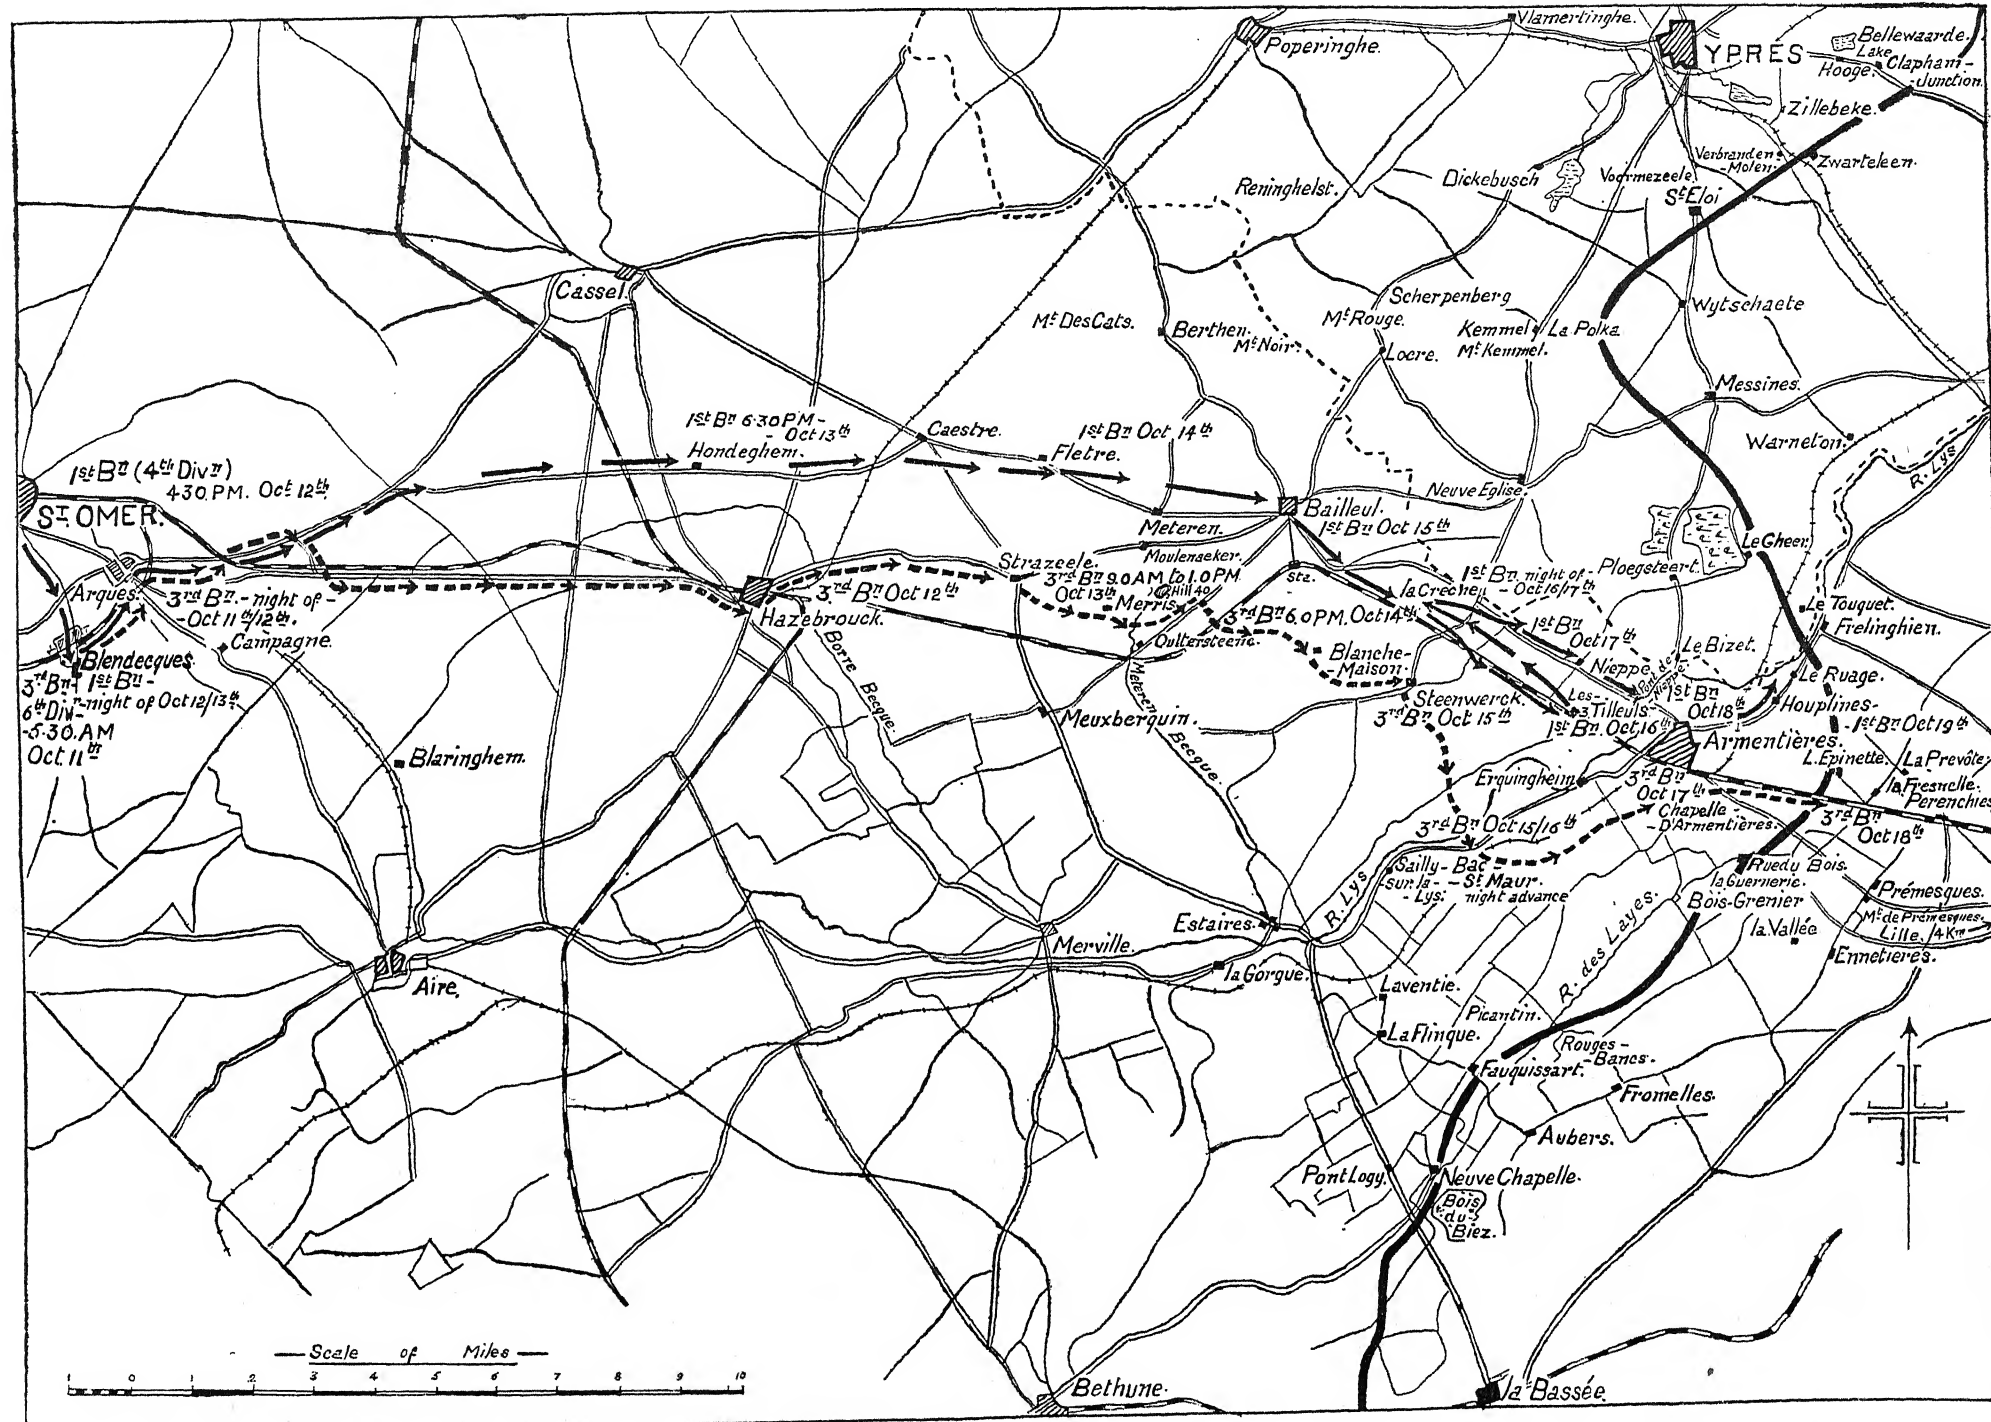 Vlamertinghe.
Poperinghe.
YPRES
Bellewaarde.
Lake
Hooge.
Clapham-
-Junction.
Zillebeke.
Verbranden-
-Molen.
Zwarteleen.
Voormezeele.
Dickebusch
St Eloi
Reninghelst.
Cassel.
Scherpenberg
Mt Rouge.
Wytschaete
Mt Des Cats.
Berthen.
Mt Noir.
Kemmel
La Polka
Mt Kemmel.
Locre.
Messines.
1st Bn 6.30 PM-
- Oct 13th
Caestre.
1st Bn Oct 14th
Hondeghem.
Fletre.
Warneton.
R. Lys
1st Bn (4th Divn)
4 30. P.M. Oct 12th
ST OMER.
Neuve Eglise.
Bailleul.
1st Bn Oct 15th
Meteren.
Moulenacker.
Le Gheer.
Strazeele.
3rd Bn 9.0 AM to 1.0 P.M.
Oct 13th
Hill 40
Merris.
Stn.
la Creche
1st Bn night of-
-Oct 16/17th
Ploegsteert.
Arques.
3rd Bn.-night of-
-Oct 11th/12th.
3rd Bn Oct 12th
Hazebrouck.
3rd Bn 6.0 P.M. Oct 14th
1st Bn
Oct 17th
Le
Touquet.
Frelinghien.
Campagne.
Borre Becque.
Outtersteene.
Blanche-
Maison.
Le Bizet.
Nieppe.
Pont de
Nieppe
Le Ruage.
Blendecques.
3rd Bn-
6th Divn-
-5.30. AM
Oct. 11th
1st Bn-
-night of Oct 12/13th
Meteren Becque.
Steenwerck.
3rd Bn Oct 15th
Les-
3 Tilleuls.
1st Bn Oct. 16th
1st Bn
Oct 18th
Houplines-
-1st Bn Oct 19th
Meuxberquin.
Blaringhem.
Armentières.
L. Epinette.
La Prevôte
la Fresnelle.
Perenchies
Erquingheim
3rd Bn
Oct 17th
Chapelle
-D'Armentières.
3rd Bn
Oct 18th
3rd Bn Oct 15/16th
Sailly-
-sur-la-
-Lys.
Bac
-St Maur.
night advance
Rue du Bois.
la Guernerie.
Bois-Grenier
Prémesques.
Mt de Prémesques.
Lille. 4Km
la Vallée
Ennetieres.
R. Lys
R. des Layes.
Estaires.
Merville.
la Gorgue.
Aire.
Laventie.
Picantin.
La Flinque.
Rouges-
-Bancs.
Fauquissart.
Fromelles.
Aubers.
Pont Logy.
Neuve Chapelle.
Bois
du
Biez.
Scale of Miles
1 0 1 2 3 4 5 6 7 8 9 10
Bethune.
la Bassée.